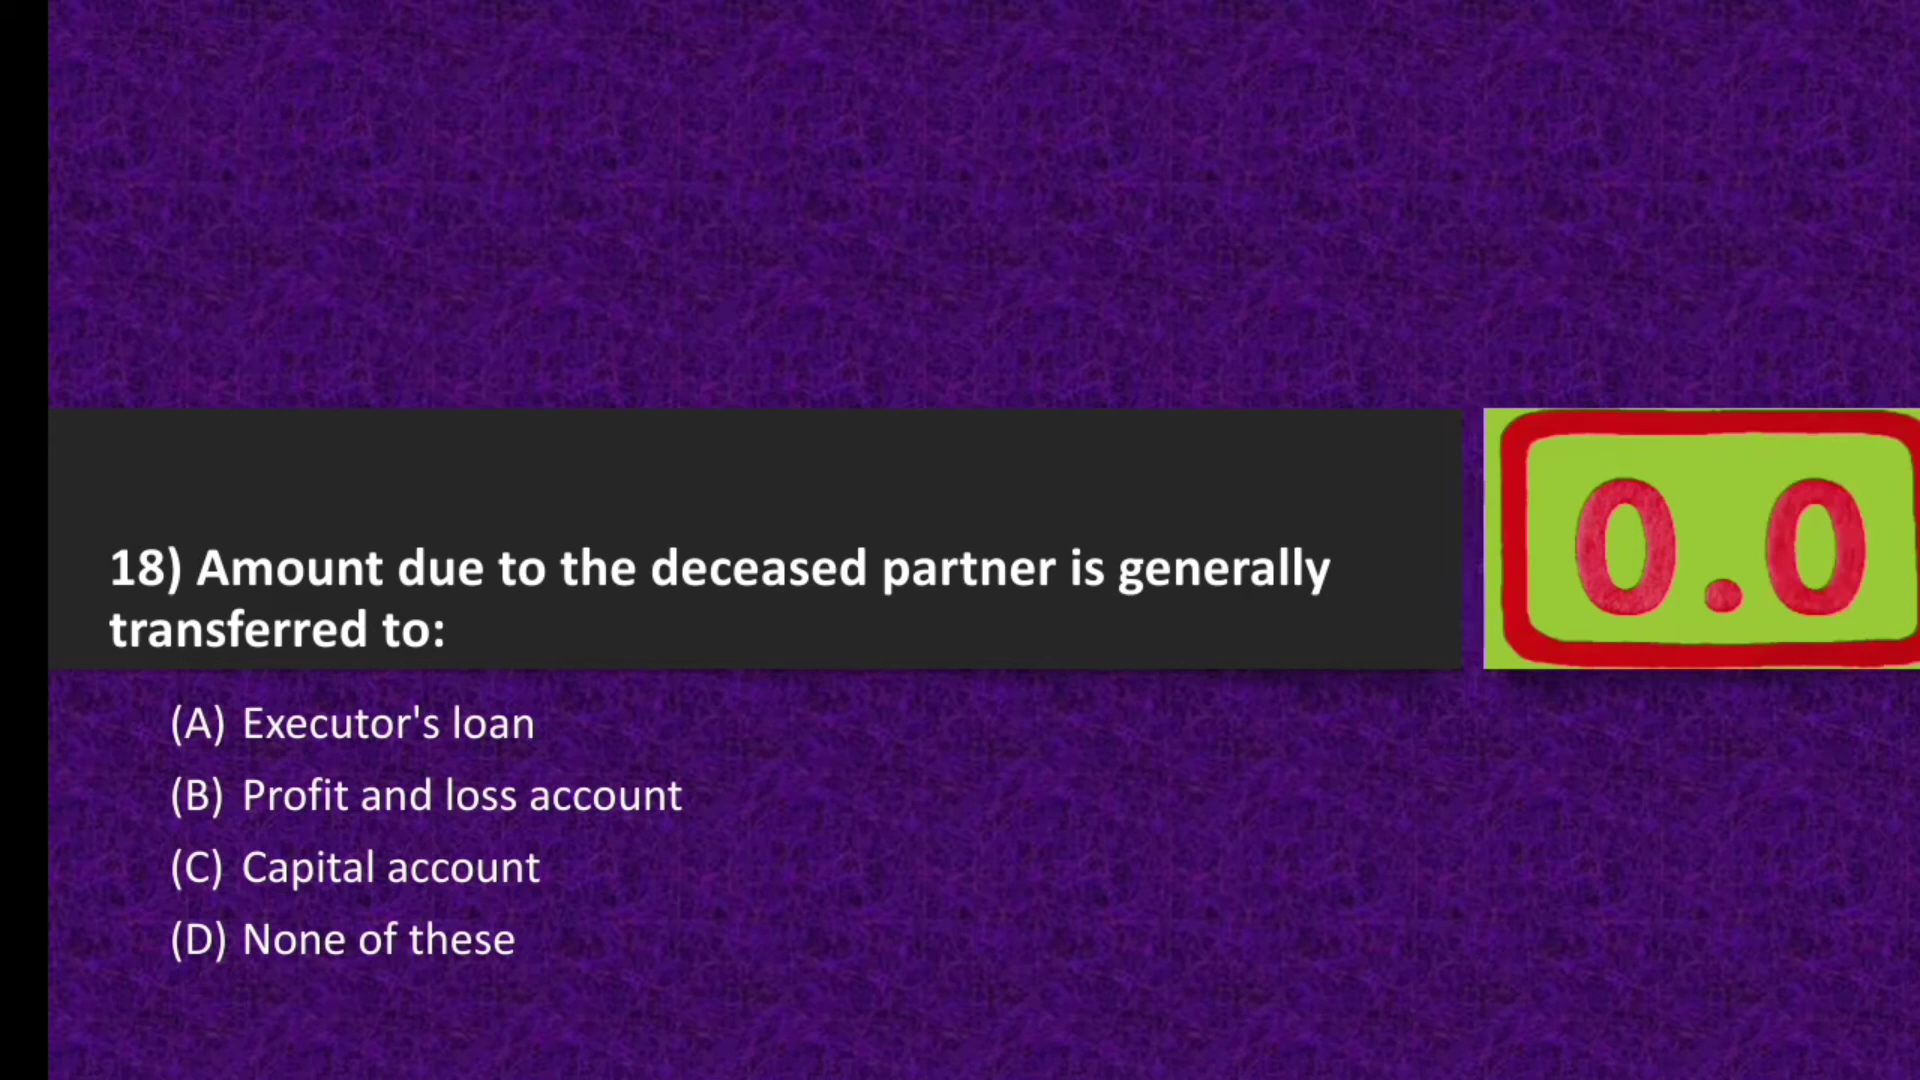 18) Amount due to the deceased partner is generally
transferred to:
0.0
(A) Executor's loan
(B) Profit and loss account
(C) Capital account
(D) None of these